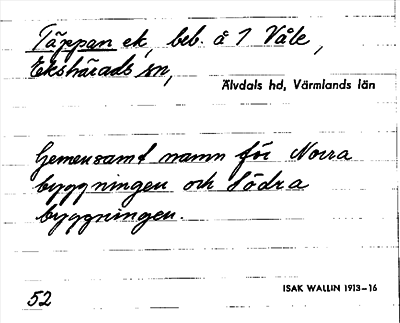 Täppan ek, beb. å 7 Våle,
Ekshärads sn,
Älvdals hd, Värmlands län
Gemensamt namn för Norra
byggningen och Södra
byggningen.
ISAK WALLIN 1913–16
52